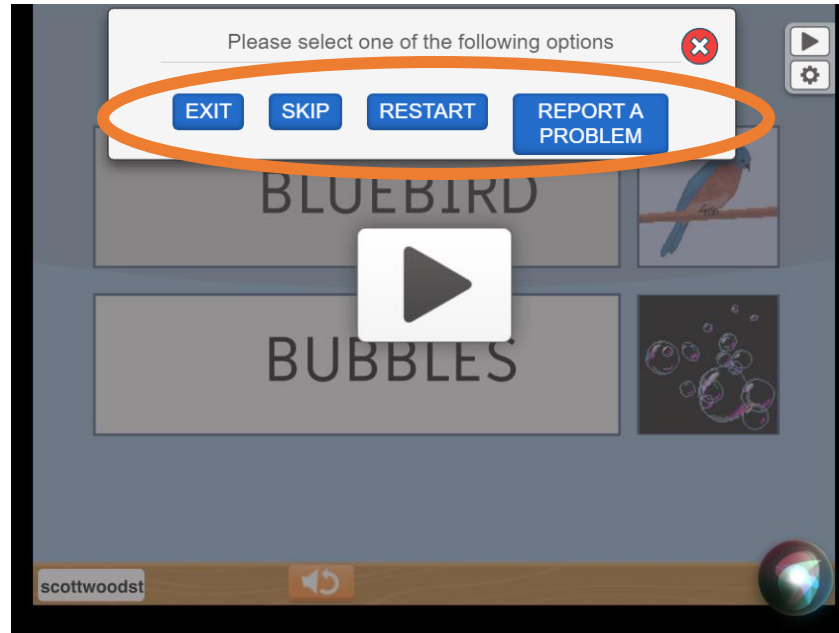 Please select one of the following options
EXIT
SKIP
RESTART
REPORT A
PROBLEM
BLUEBIRD
BUBBLES
scottwoodst